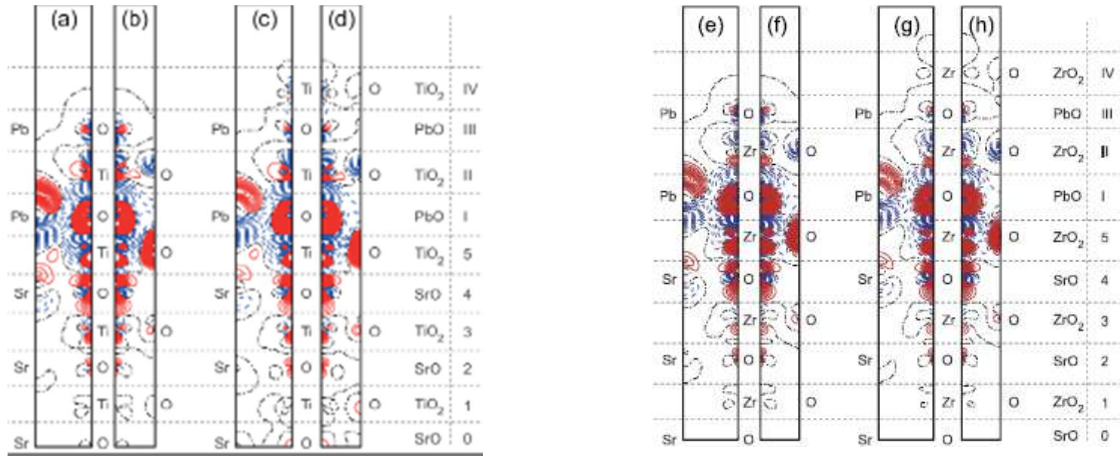 (a) (b) (c) (d) (e) (f) (g) (h)
Ti O TiO₂ IV Zr O ZrO₂ IV
Pb O Pb O PbO III Pb O Pb O PbO III
Ti O Ti O TiO₂ II Zr O Zr O ZrO₂ II
Pb O Pb O PbO I Pb O Pb O PbO I
Ti O Ti O TiO₂ 5 Zr O Zr O ZrO₂ 5
Sr O Sr O SrO 4 Sr O Sr O SrO 4
Ti O Ti O TiO₂ 3 Zr O Zr O ZrO₂ 3
Sr O Sr O SrO 2 Sr O Sr O SrO 2
Ti O Ti O TiO₂ 1 Zr O Zr O ZrO₂ 1
Sr O Sr O SrO 0 Sr O Sr O SrO 0